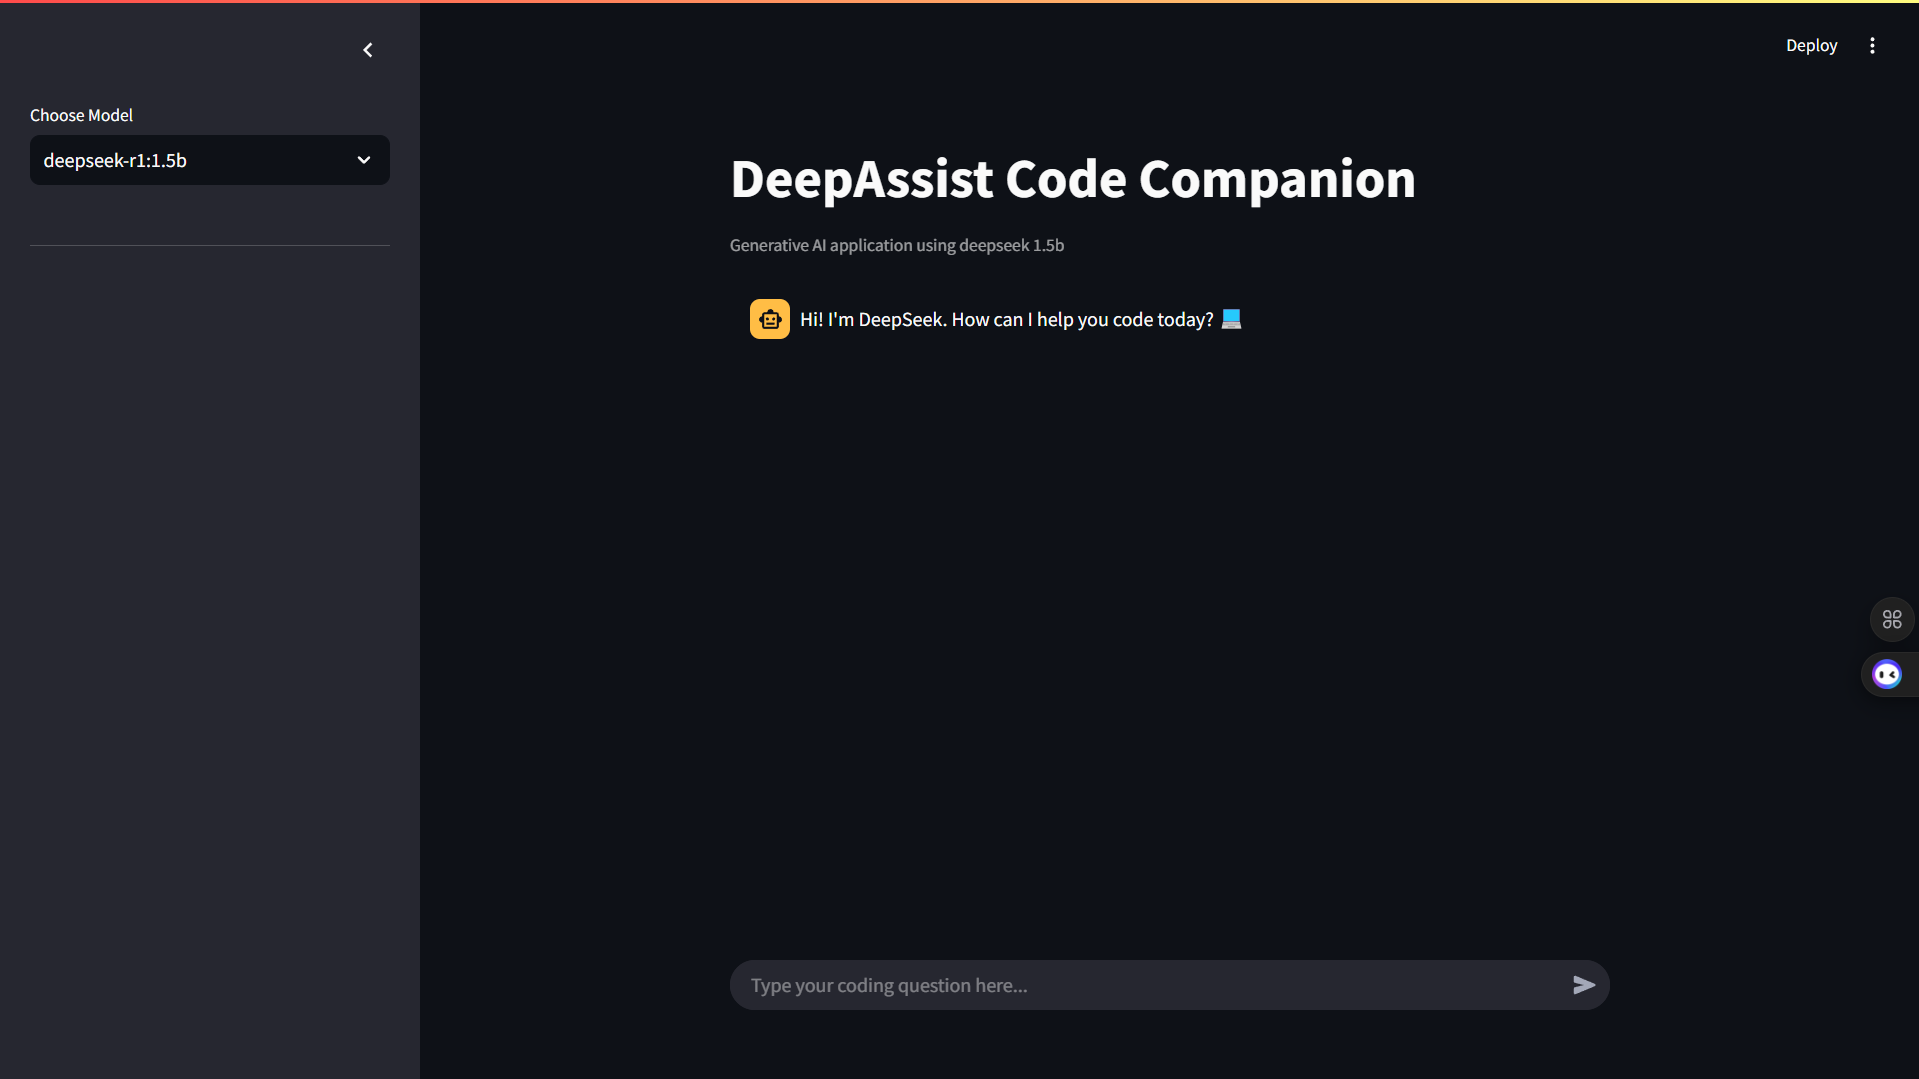 Deploy
Choose Model
deepseek-r1:1.5b
DeepAssist Code Companion
Generative AI application using deepseek 1.5b
Hi! I'm DeepSeek. How can I help you code today? 💻
Type your coding question here...